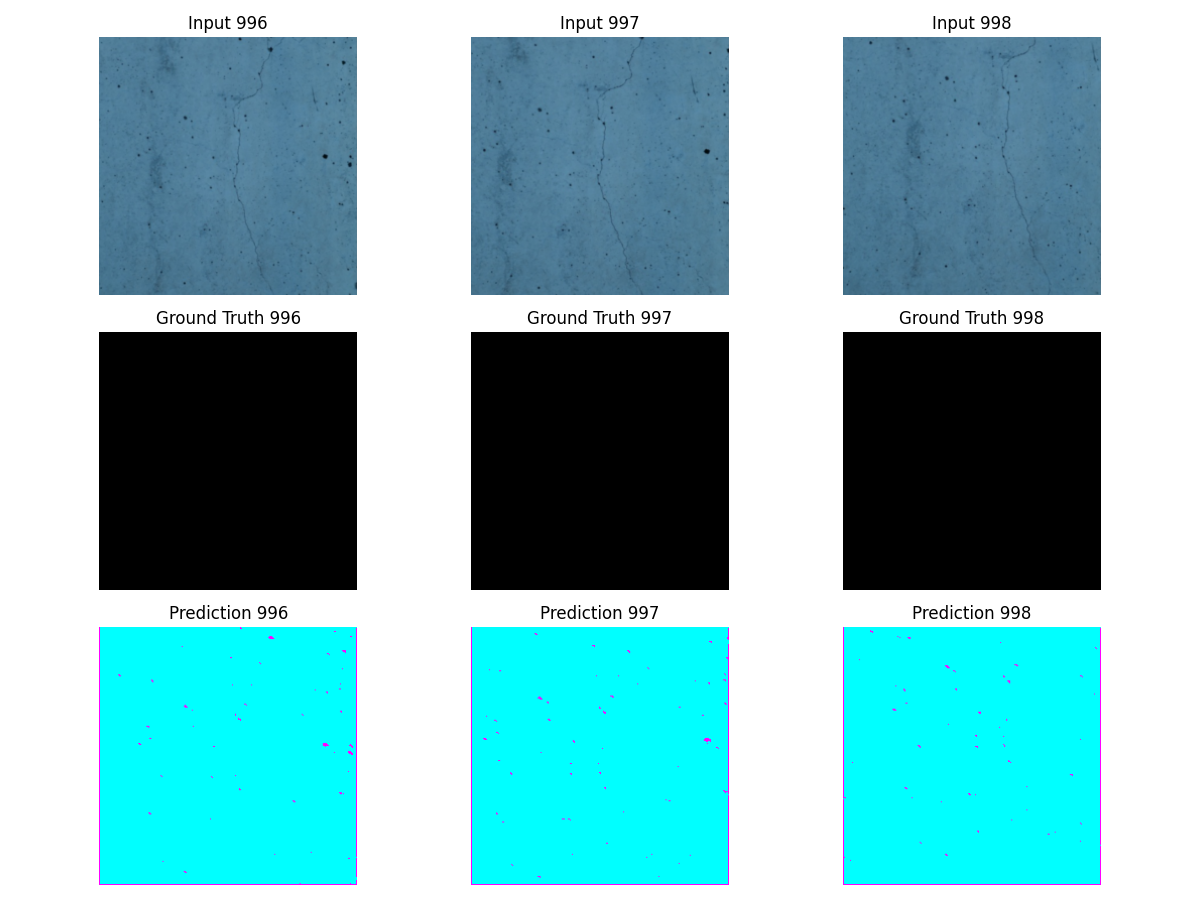 Input 996
Input 997
Input 998
Ground Truth 996
Ground Truth 997
Ground Truth 998
Prediction 996
Prediction 997
Prediction 998